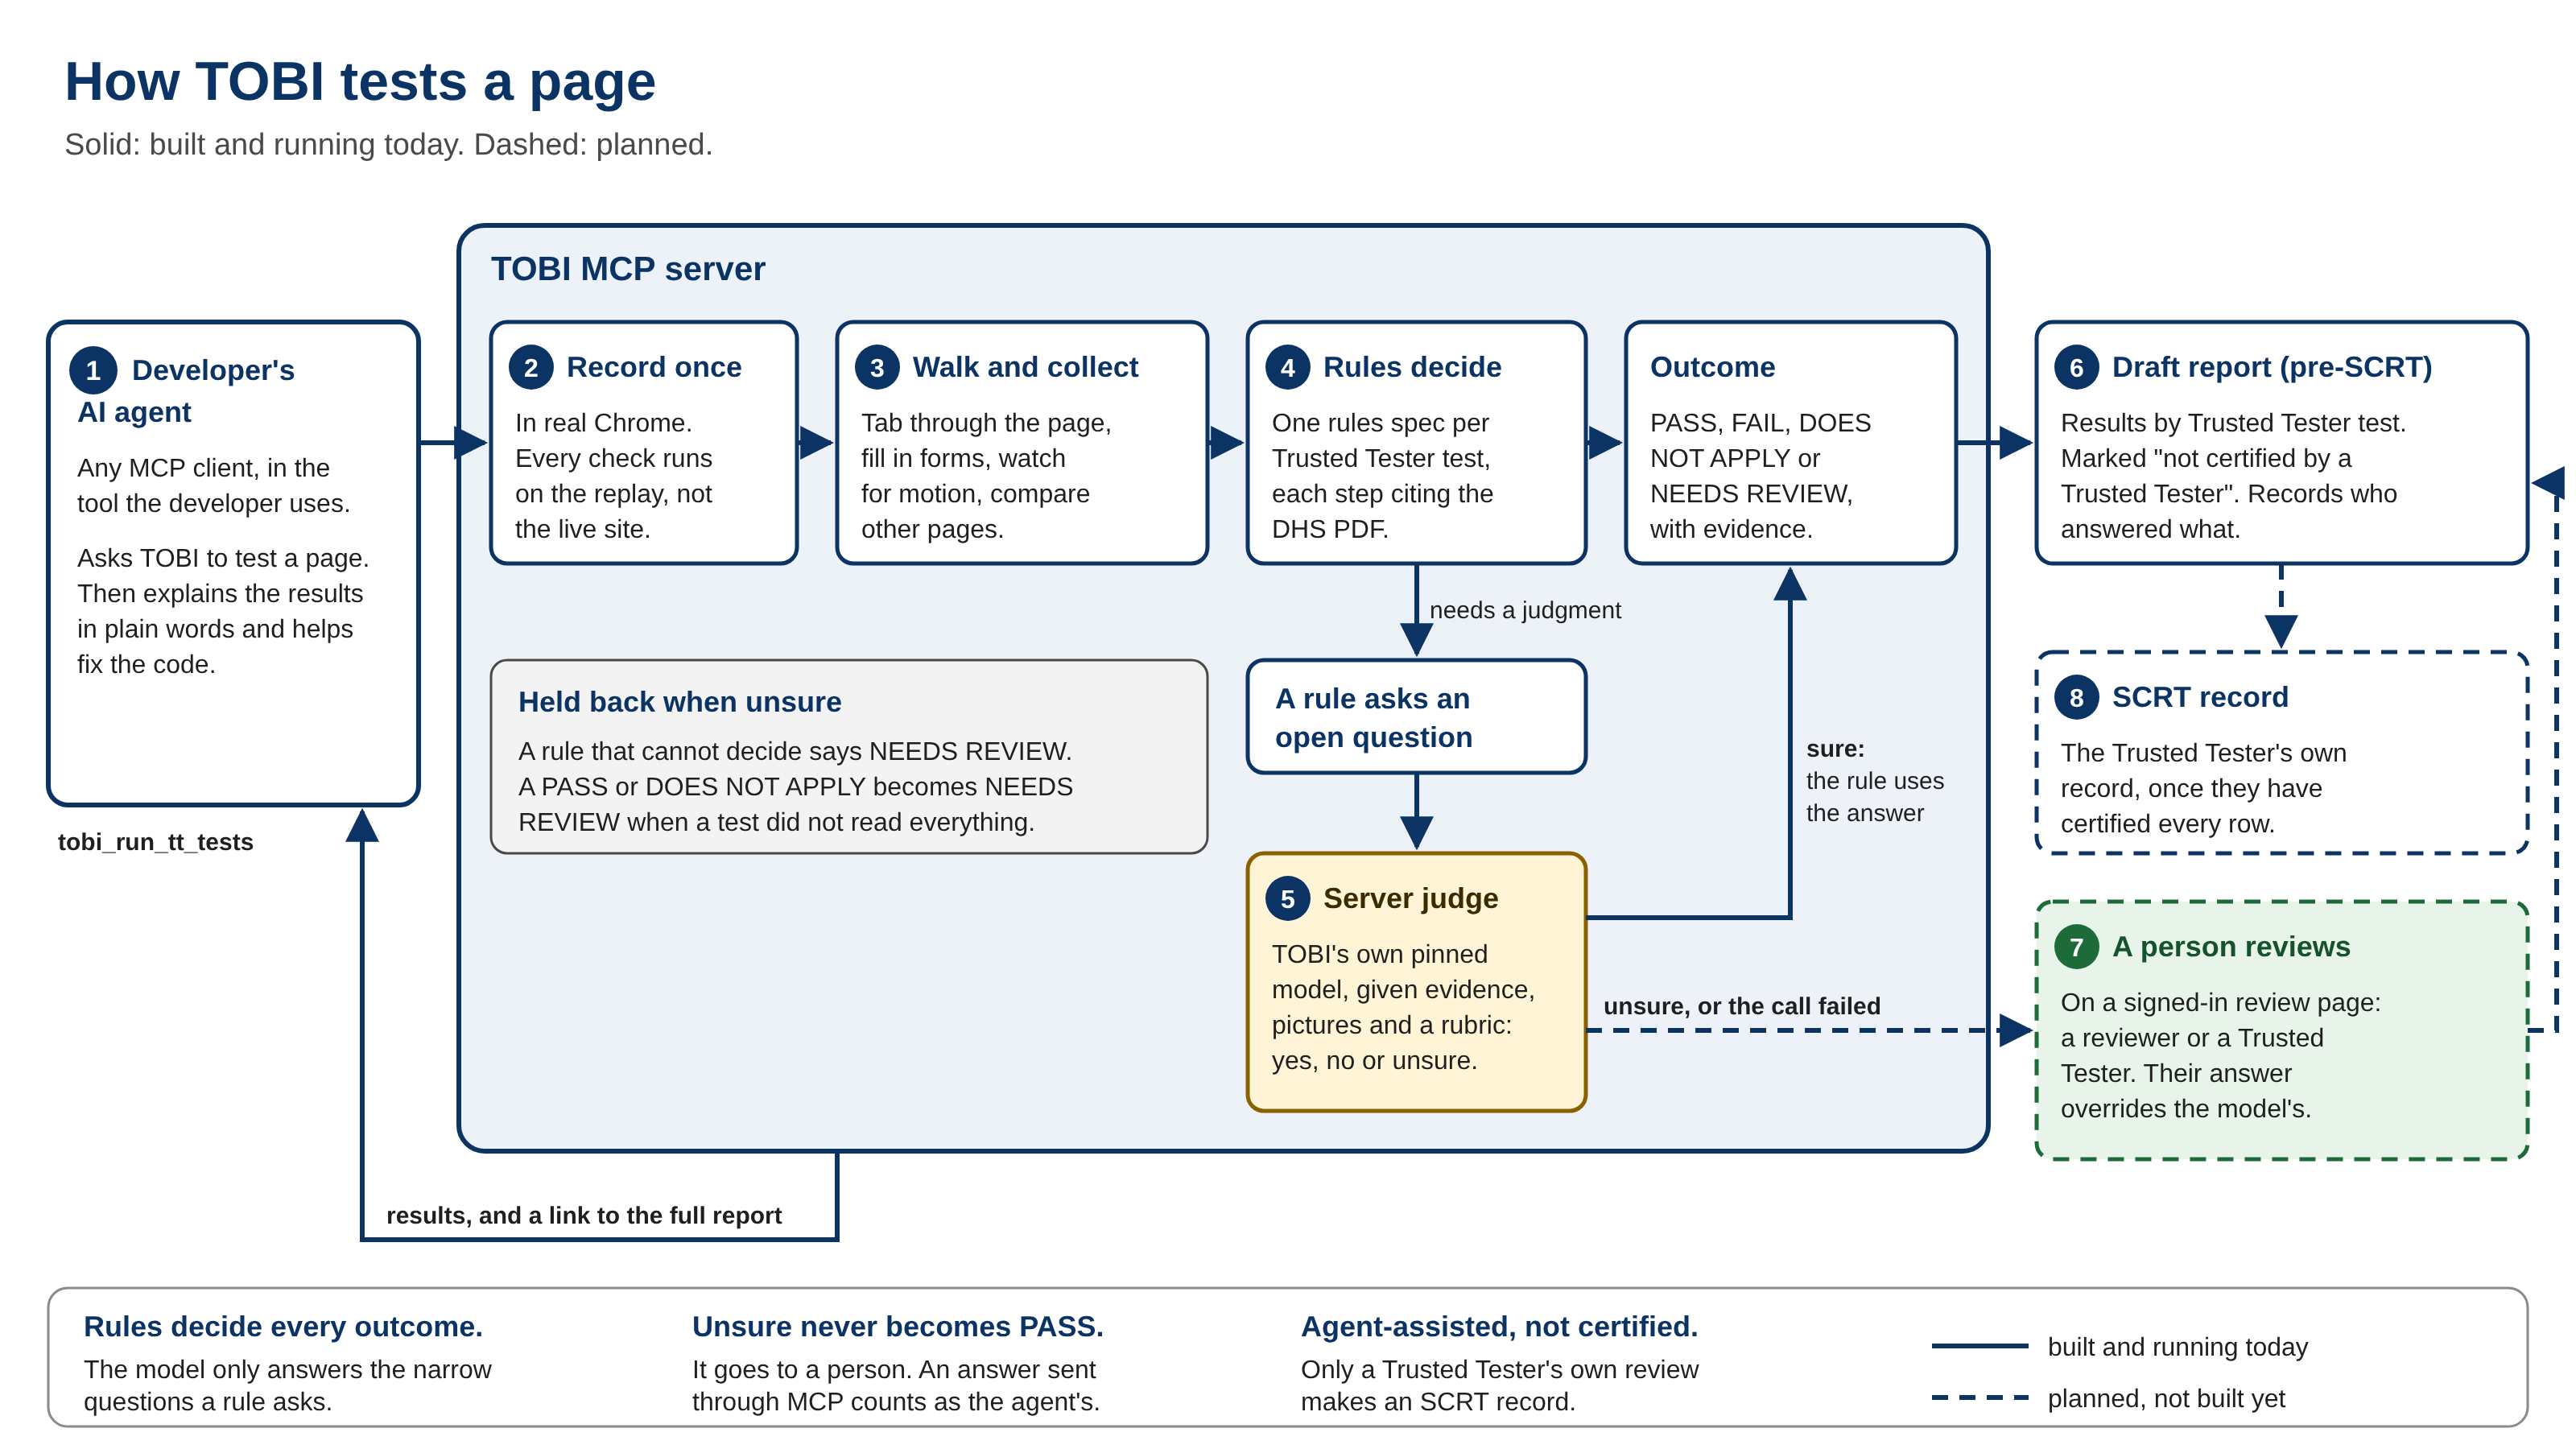 How TOBI tests a page
Solid: built and running today. Dashed: planned.
TOBI MCP server
1 Developer's
AI agent
Any MCP client, in the
tool the developer uses.
Asks TOBI to test a page.
Then explains the results
in plain words and helps
fix the code.
tobi_run_tt_tests
2 Record once
In real Chrome.
Every check runs
on the replay, not
the live site.
3 Walk and collect
Tab through the page,
fill in forms, watch
for motion, compare
other pages.
4 Rules decide
One rules spec per
Trusted Tester test,
each step citing the
DHS PDF.
Outcome
PASS, FAIL, DOES
NOT APPLY or
NEEDS REVIEW,
with evidence.
6 Draft report (pre-SCRT)
Results by Trusted Tester test.
Marked "not certified by a
Trusted Tester". Records who
answered what.
needs a judgment
Held back when unsure
A rule that cannot decide says NEEDS REVIEW.
A PASS or DOES NOT APPLY becomes NEEDS
REVIEW when a test did not read everything.
A rule asks an
open question
sure:
the rule uses
the answer
8 SCRT record
The Trusted Tester's own
record, once they have
certified every row.
5 Server judge
TOBI's own pinned
model, given evidence,
pictures and a rubric:
yes, no or unsure.
unsure, or the call failed
7 A person reviews
On a signed-in review page:
a reviewer or a Trusted
Tester. Their answer
overrides the model's.
results, and a link to the full report
Rules decide every outcome.
The model only answers the narrow
questions a rule asks.
Unsure never becomes PASS.
It goes to a person. An answer sent
through MCP counts as the agent's.
Agent-assisted, not certified.
Only a Trusted Tester's own review
makes an SCRT record.
built and running today
planned, not built yet